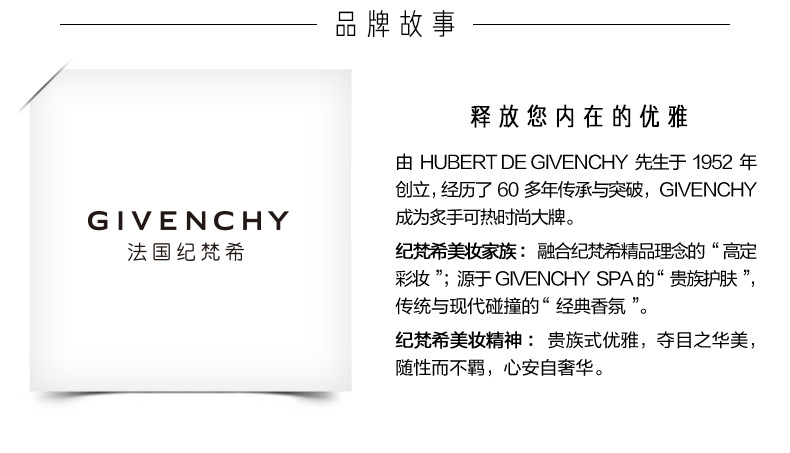 品牌故事
GIVENCHY
法国纪梵希
释放您内在的优雅
由 HUBERT DE GIVENCHY 先生于 1952 年
创立，经历了 60 多年传承与突破，GIVENCHY
成为炙手可热时尚大牌。
纪梵希美妆家族： 融合纪梵希精品理念的“ 高定
彩妆 ”；源于 GIVENCHY SPA 的“ 贵族护肤 ”，
传统与现代碰撞的“ 经典香氛 ”。
纪梵希美妆精神： 贵族式优雅，夺目之华美，
随性而不羁，心安自奢华。